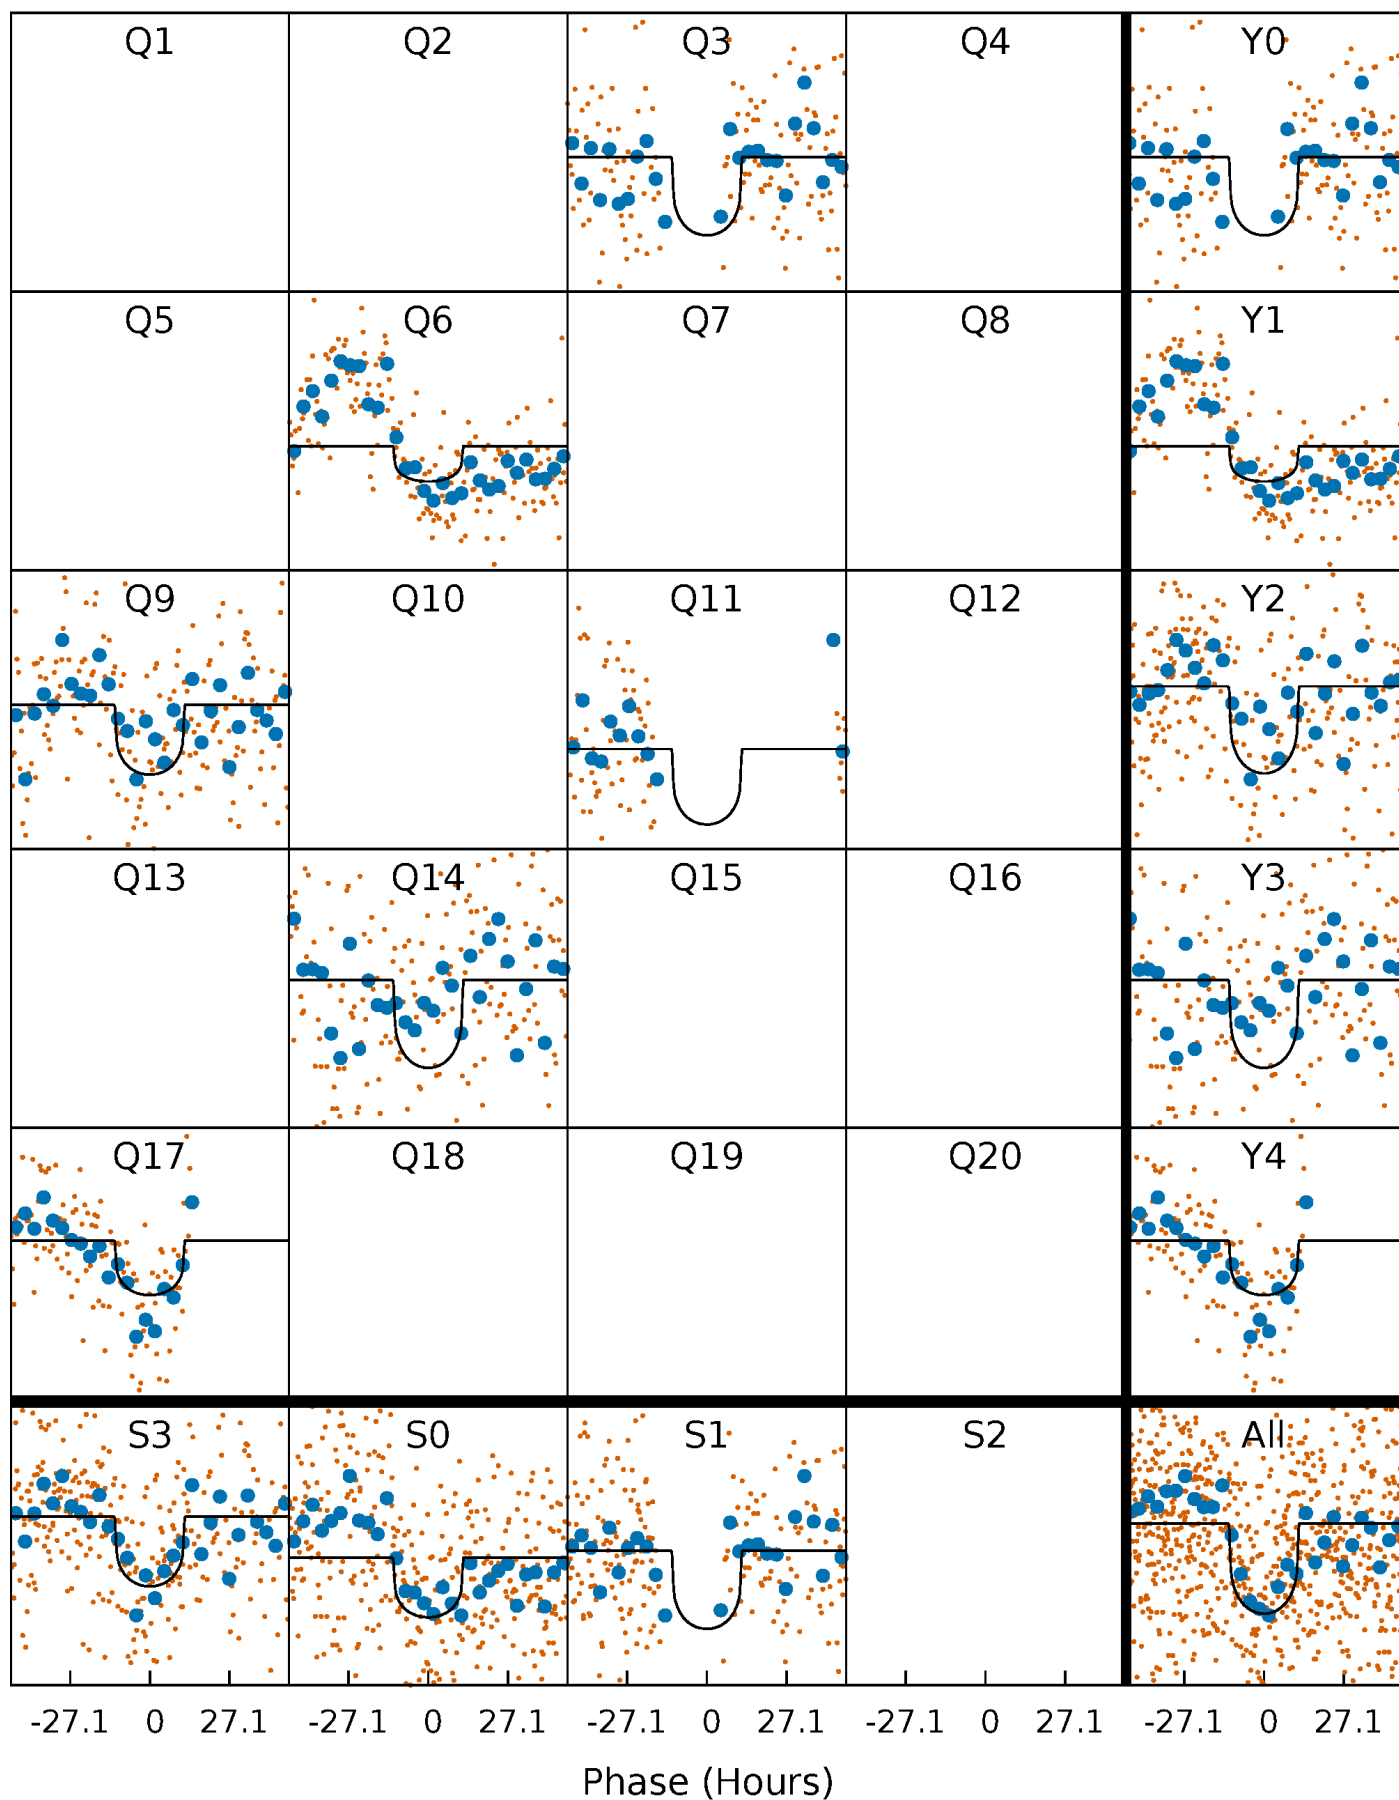 Q1 Q2 Q3 Q4 Y0
Q5 Q6 Q7 Q8 Y1
Q9 Q10 Q11 Q12 Y2
Q13 Q14 Q15 Q16 Y3
Q17 Q18 Q19 Q20 Y4
S3 S0 S1 S2 All
-27.1 0 27.1 -27.1 0 27.1 -27.1 0 27.1 -27.1 0 27.1 -27.1 0 27.1
Phase (Hours)